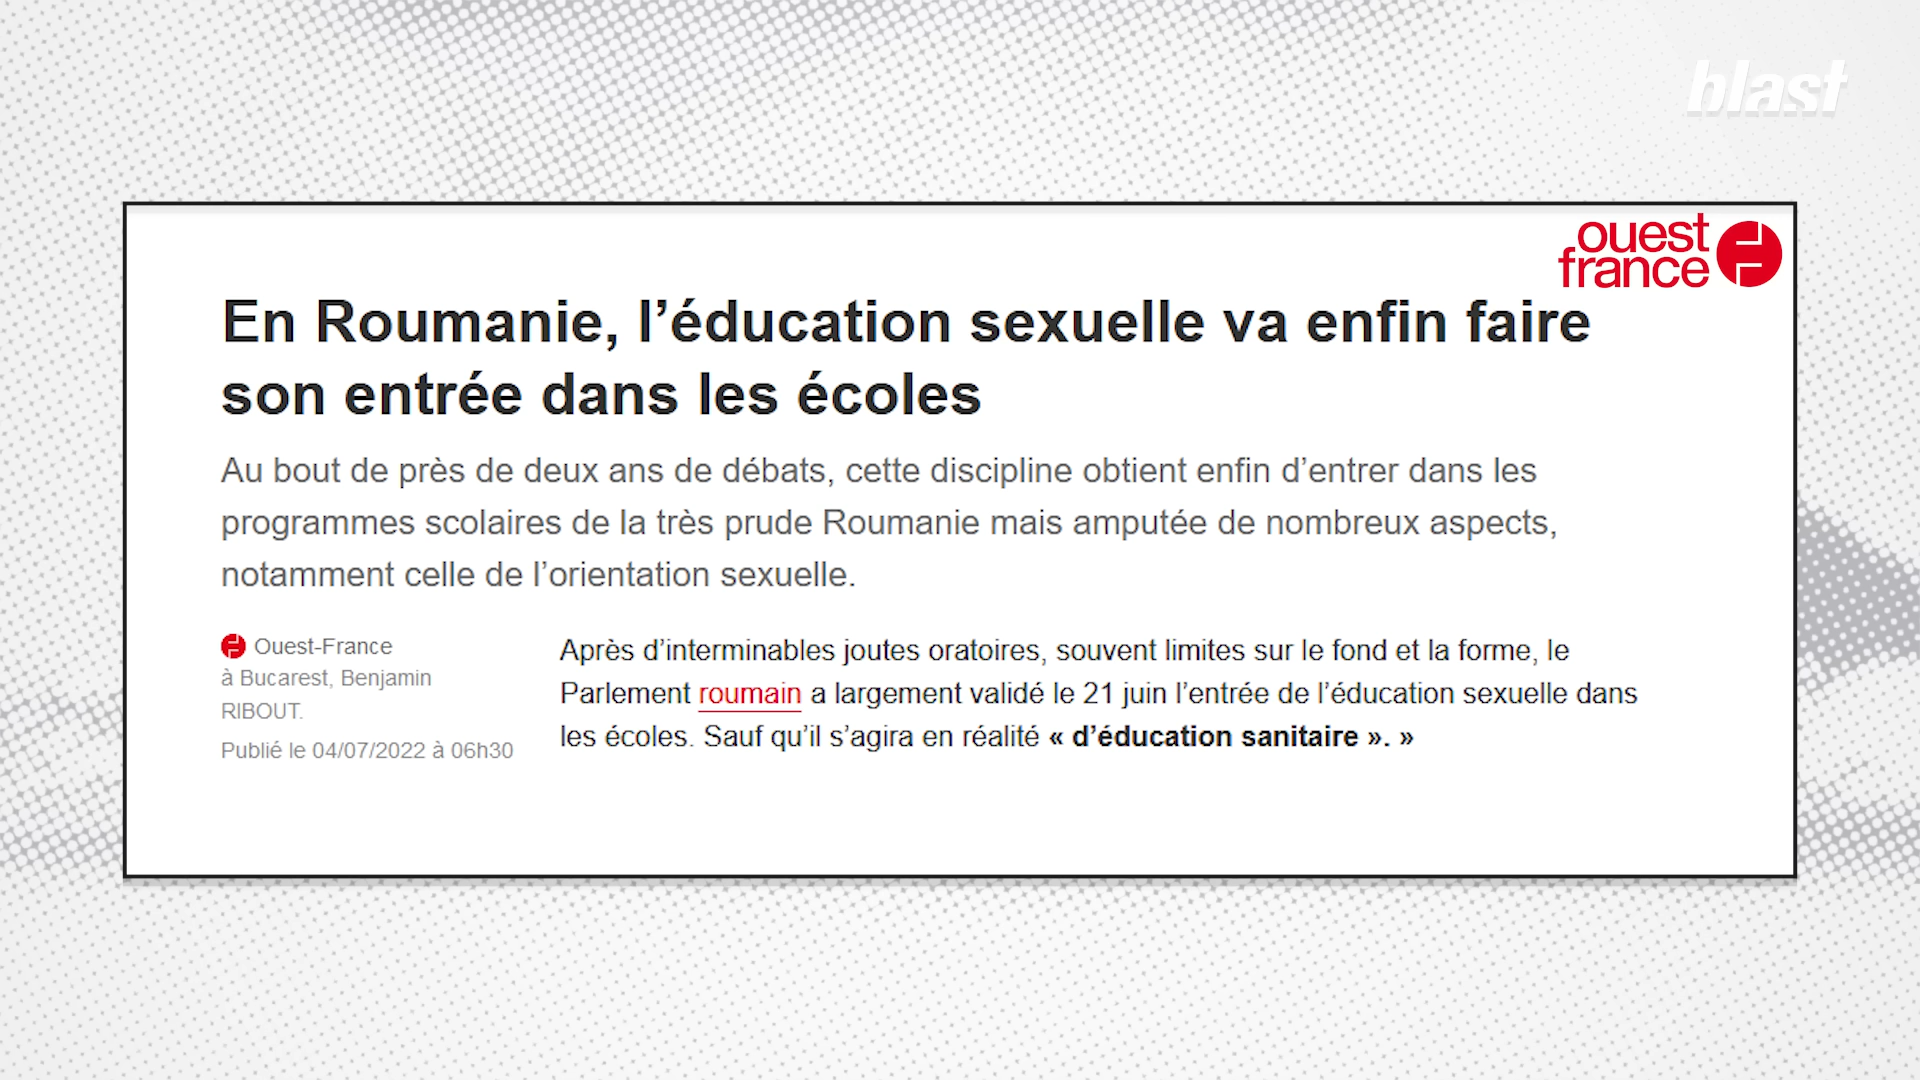 blast
ouest
france
En Roumanie, l’éducation sexuelle va enfin faire
son entrée dans les écoles
Au bout de près de deux ans de débats, cette discipline obtient enfin d’entrer dans les
programmes scolaires de la très prude Roumanie mais amputée de nombreux aspects,
notamment celle de l’orientation sexuelle.
Ouest-France
à Bucarest, Benjamin
RIBOUT.
Publié le 04/07/2022 à 06h30
Après d’interminables joutes oratoires, souvent limites sur le fond et la forme, le
Parlement roumain a largement validé le 21 juin l’entrée de l’éducation sexuelle dans
les écoles. Sauf qu’il s’agira en réalité « d’éducation sanitaire ». »